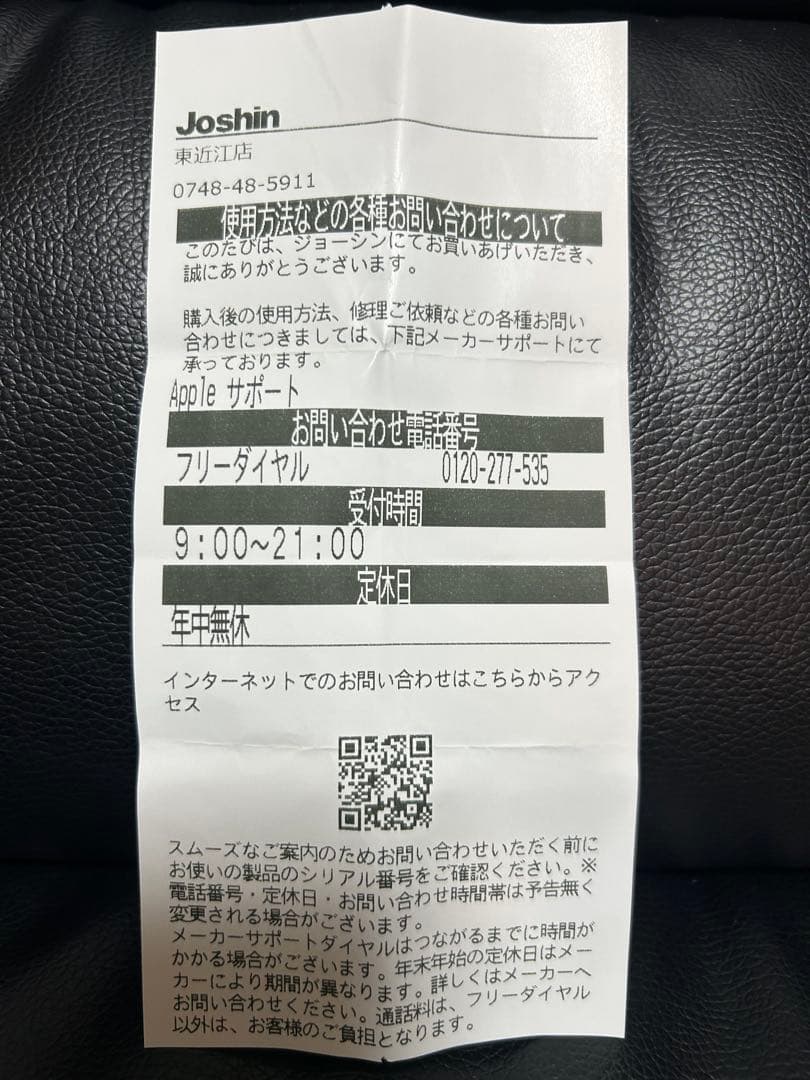 Joshin
東近江店
0748-48-5911
使用方法などの各種お問い合わせについて
このたびは、ジョーシンにてお買いあげいただき、
誠にありがとうございます。
購入後の使用方法、修理ご依頼などの各種お問い
合わせにつきましては、下記メーカーサポートにて
承っております。
Apple サポート
お問い合わせ電話番号
フリーダイヤル 0120-277-535
受付時間
9:00~21:00
定休日
年中無休
インターネットでのお問い合わせはこちらからアク
セス
スムーズなご案内のためお問い合わせいただく前に
お使いの製品のシリアル番号をご確認ください。※
電話番号・定休日・お問い合わせ時間帯は予告無く
変更される場合がございます。
メーカーサポートダイヤルはつながるまでに時間が
かかる場合がございます。年末年始の定休日はメー
カーにより期間が異なります。詳しくはメーカーへ
お問い合わせください。通話料は、フリーダイヤル
以外は、お客様のご負担となります。